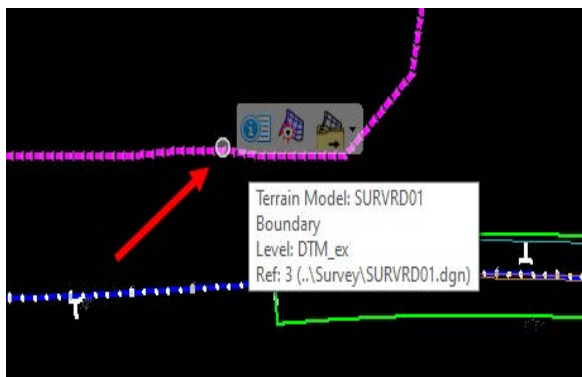 Terrain Model: SURVRD01
Boundary
Level: DTM_ex
Ref: 3 (..\Survey\SURVRD01.dgn)